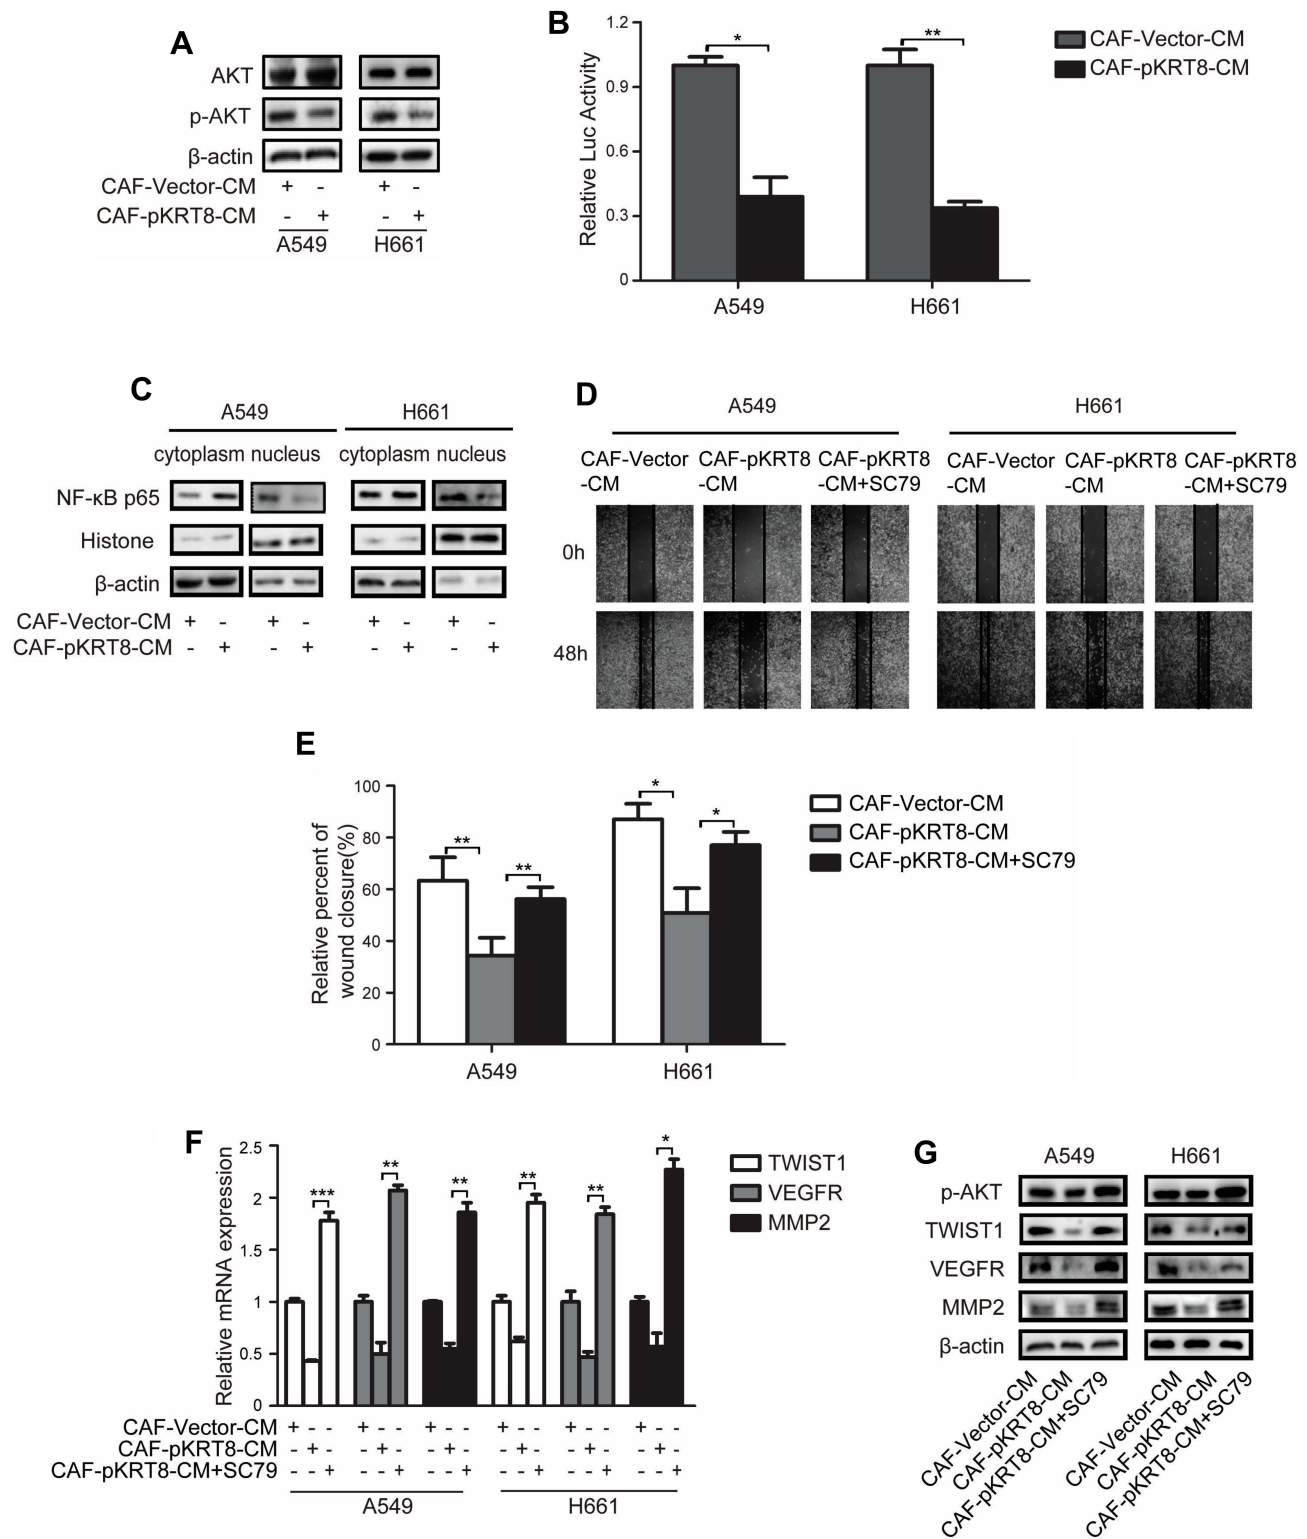 A
AKT
p-AKT
β-actin
CAF-Vector-CM + - + -
CAF-pKRT8-CM - + - +
A549 H661
B
Relative Luc Activity
1.2
0.9
0.6
0.3
0
* **
A549 H661
CAF-Vector-CM
CAF-pKRT8-CM
C
A549 H661
cytoplasm nucleus cytoplasm nucleus
NF-κB p65
Histone
β-actin
CAF-Vector-CM + - + - + - + -
CAF-pKRT8-CM - + - + - + - +
D
A549 H661
CAF-Vector CAF-pKRT8 CAF-pKRT8 CAF-Vector CAF-pKRT8 CAF-pKRT8
-CM -CM -CM+SC79 -CM -CM -CM+SC79
0h
48h
E
Relative percent of
wound closure(%)
100
80
60
40
20
0
** ** * *
A549 H661
CAF-Vector-CM
CAF-pKRT8-CM
CAF-pKRT8-CM+SC79
F
Relative mRNA expression
2.5
2
1.5
1
0.5
0
*** ** ** ** ** *
TWIST1
VEGFR
MMP2
CAF-Vector-CM + - - + - - + - - + - - + - - + - -
CAF-pKRT8-CM - + - - + - - + - - + - - + - - + -
CAF-pKRT8-CM+SC79 - - + - - + - - + - - + - - + - - +
A549 H661
G
A549 H661
p-AKT
TWIST1
VEGFR
MMP2
β-actin
CAF-Vector-CM
CAF-pKRT8-CM
CAF-pKRT8-CM+SC79
CAF-Vector-CM
CAF-pKRT8-CM
CAF-pKRT8-CM+SC79